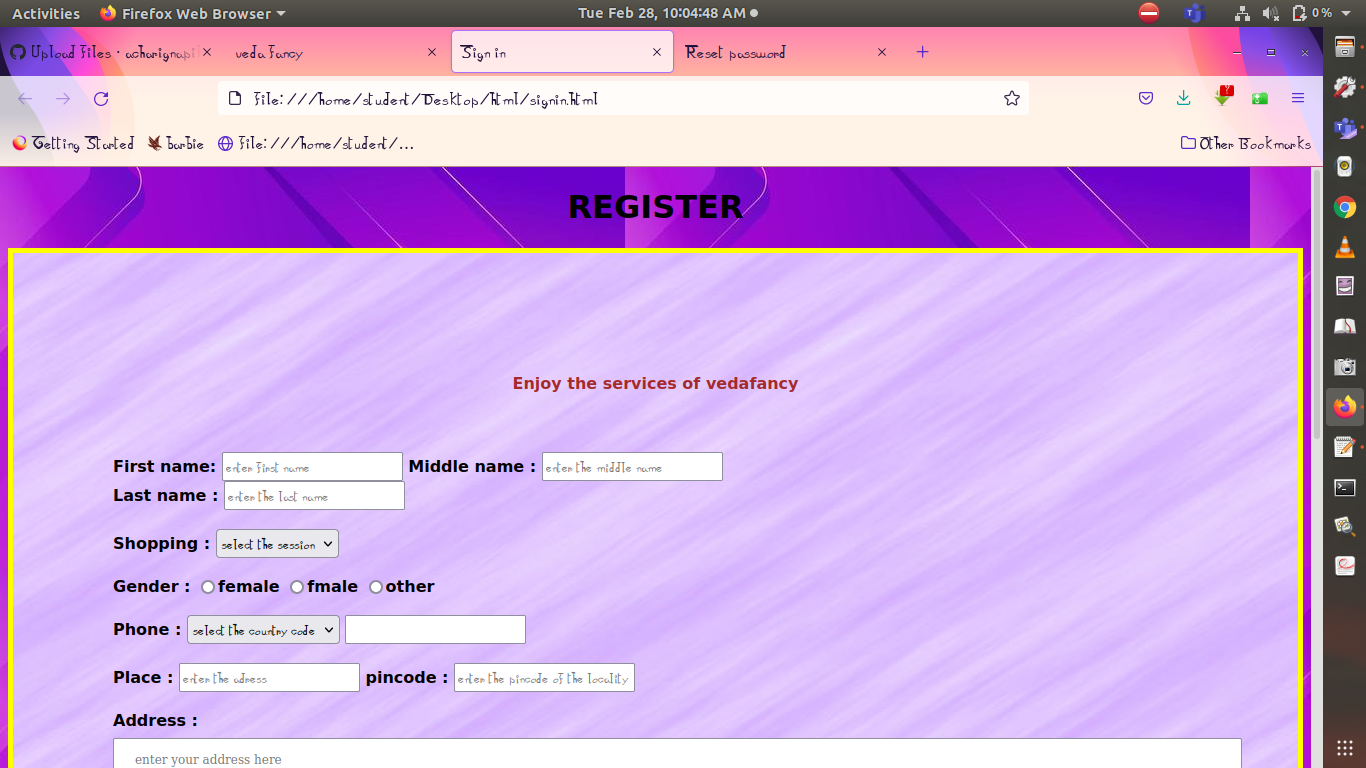 Activities Firefox Web Browser Tue Feb 28, 10:04:48 AM 0 %
Upload files · acharignapi veda fancy Sign in Reset password
file:///home/student/Desktop/html/signin.html
Getting Started barbie file:///home/student/... Other Bookmarks
REGISTER
Enjoy the services of vedafancy
First name: enter first name Middle name : enter the middle name
Last name : enter the last name
Shopping : select the session
Gender : female fmale other
Phone : select the country code
Place : enter the adress pincode : enter the pincode of the locality
Address :
enter your address here